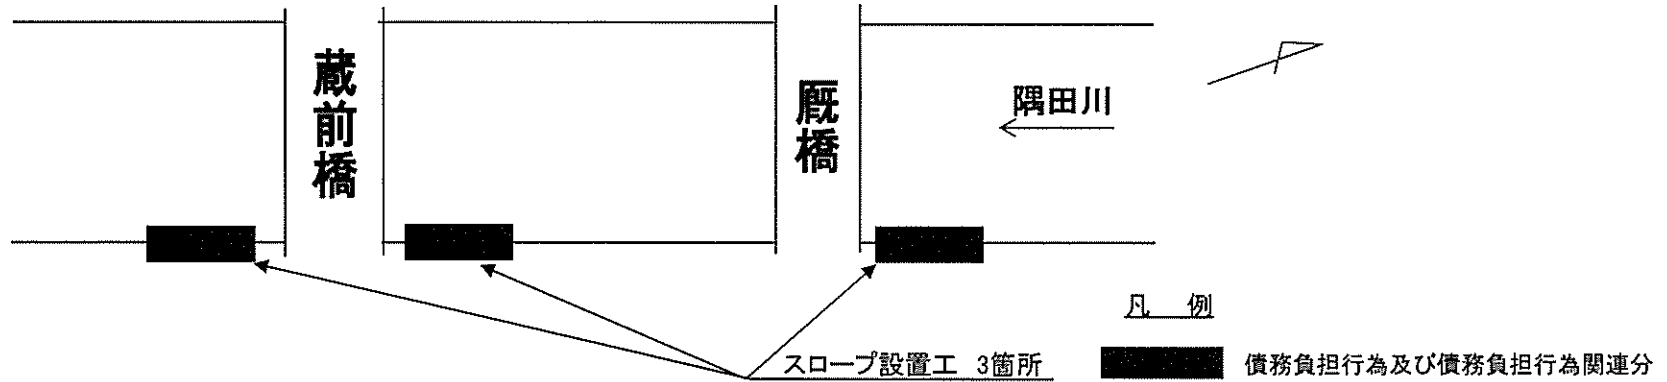 蔵前橋
厩橋
隅田川
凡 例
スロープ設置工 3箇所
債務負担行為及び債務負担行為関連分